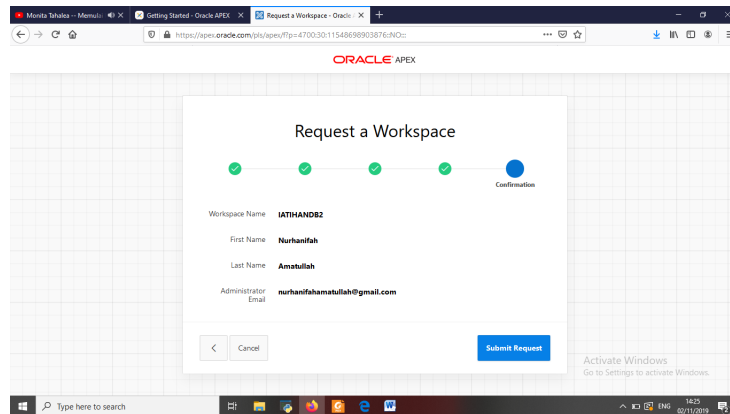 Monita Tahalea -- Memula
Getting Started - Oracle APEX
Request a Workspace - Oracle
https://apex.oracle.com/pls/apex/f?p=4700:30:11548698903876::NO:::
ORACLE APEX
Request a Workspace
Confirmation
Workspace Name IATIHANDB2
First Name Nurhanifah
Last Name Amatullah
Administrator
Email
nurhanifahamatullah@gmail.com
Cancel
Submit Request
Activate Windows
Go to Settings to activate Windows.
Type here to search
ENG
14:25
02/11/2019